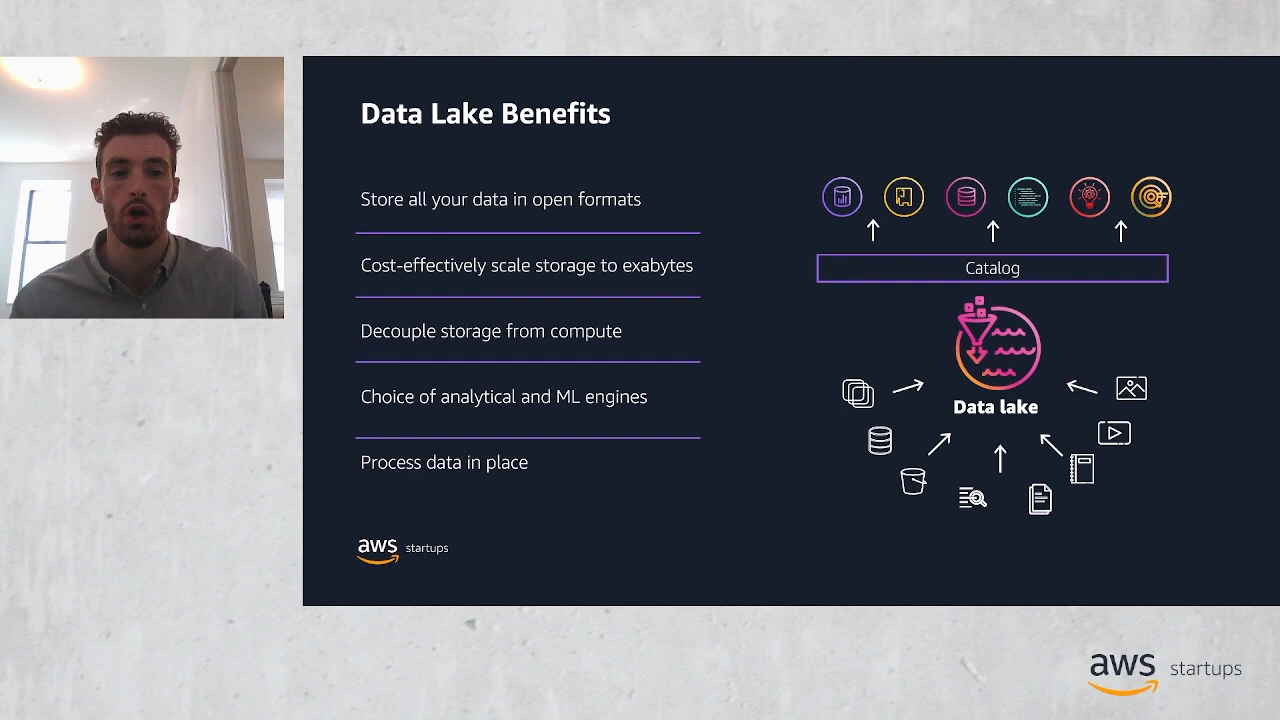 Data Lake Benefits
Store all your data in open formats
Cost-effectively scale storage to exabytes
Decouple storage from compute
Choice of analytical and ML engines
Process data in place
Catalog
Data lake
aws startups
aws startups